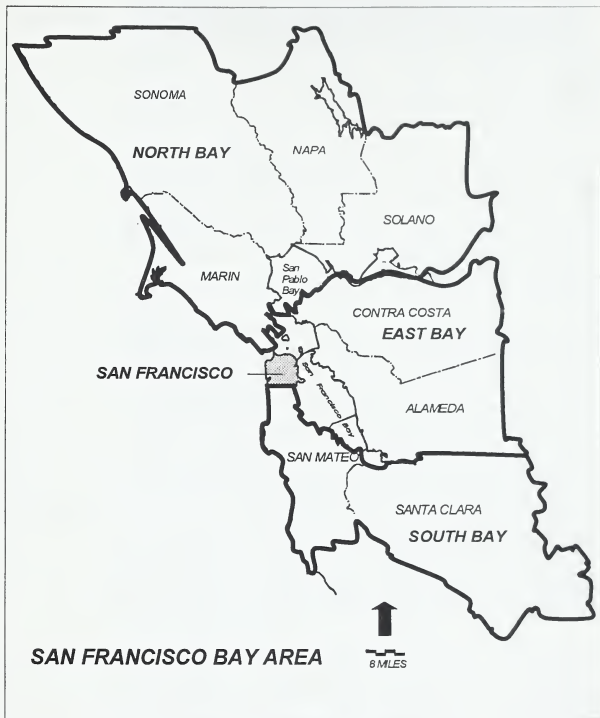 SONOMA
NORTH BAY
NAPA
SOLANO
MARIN
San
Pablo
Bay
CONTRA COSTA
EAST BAY
SAN FRANCISCO
San Francisco Bay
ALAMEDA
SAN MATEO
SANTA CLARA
SOUTH BAY
SAN FRANCISCO BAY AREA
8 MILES